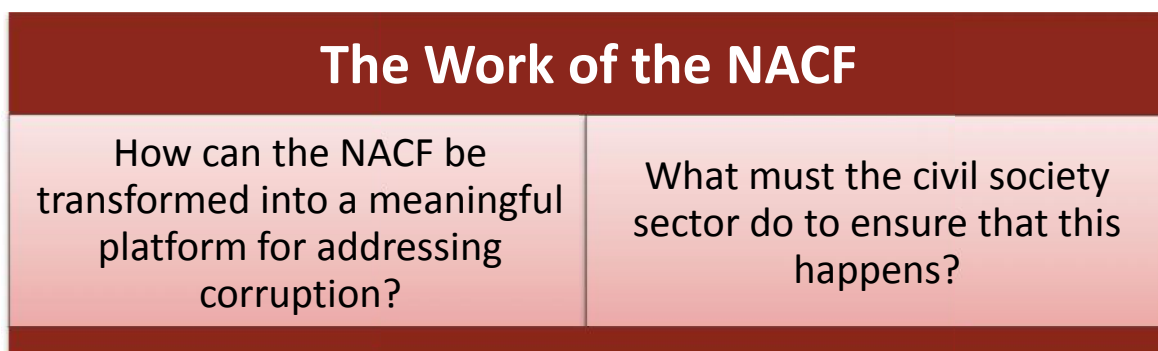 The Work of the NACF
How can the NACF be
transformed into a meaningful
platform for addressing
corruption?
What must the civil society
sector do to ensure that this
happens?